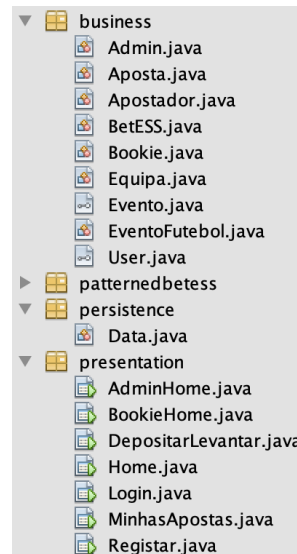 business
Admin.java
Aposta.java
Apostador.java
BetESS.java
Bookie.java
Equipa.java
Evento.java
EventoFutebol.java
User.java
patternedbetess
persistence
Data.java
presentation
AdminHome.java
BookieHome.java
DepositarLevantar.java
Home.java
Login.java
MinhasApostas.java
Registar.java